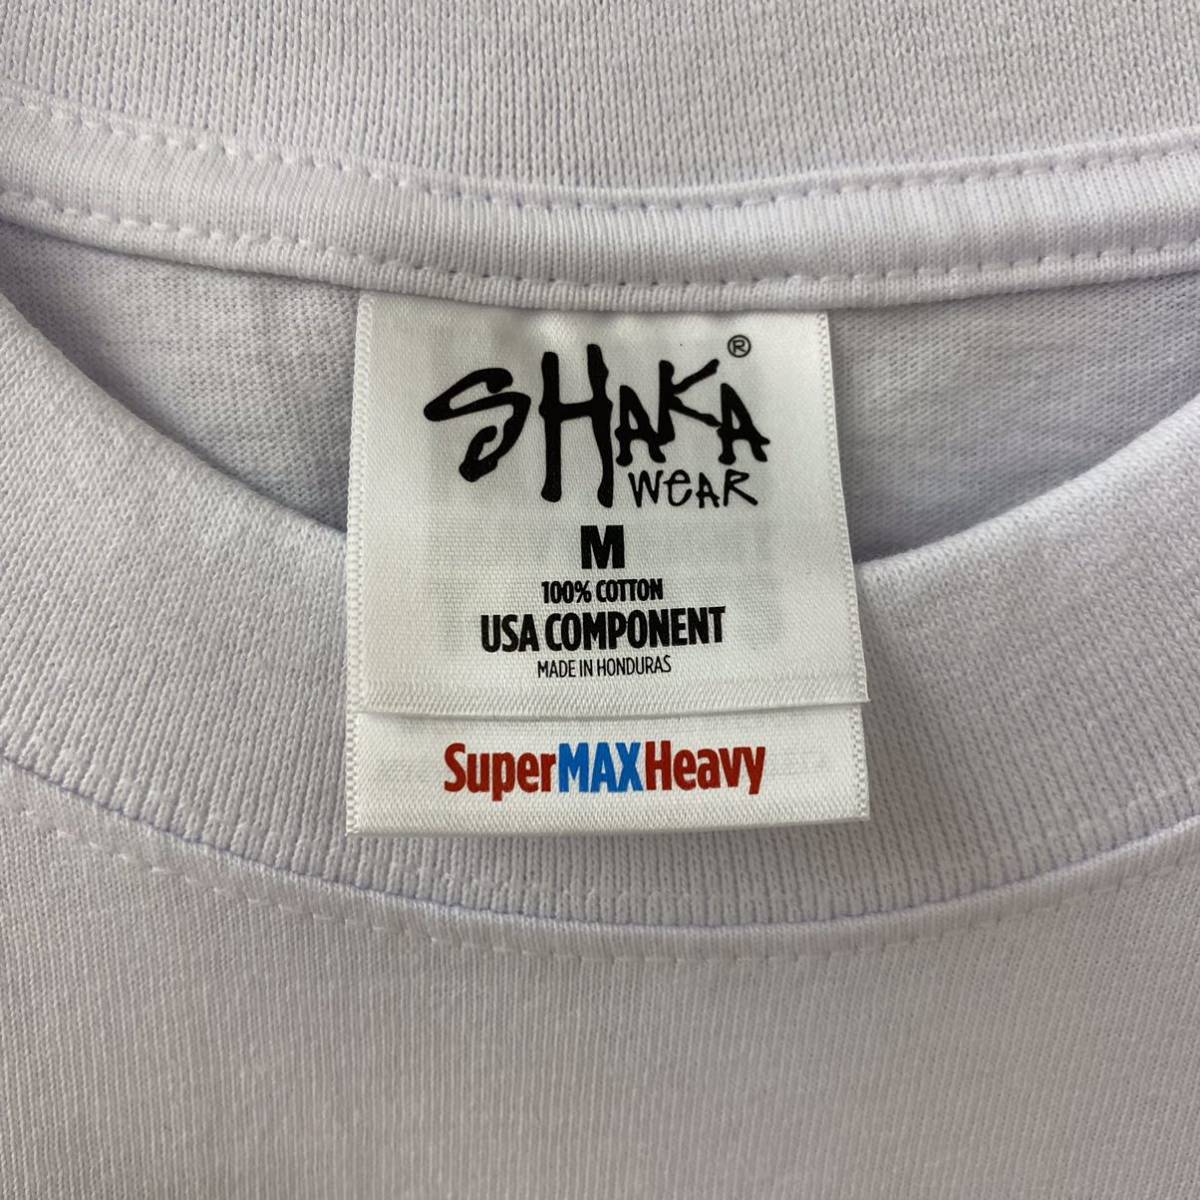 SHAKA®
WEAR
M
100% COTTON
USA COMPONENT
MADE IN HONDURAS
SuperMAXHeavy